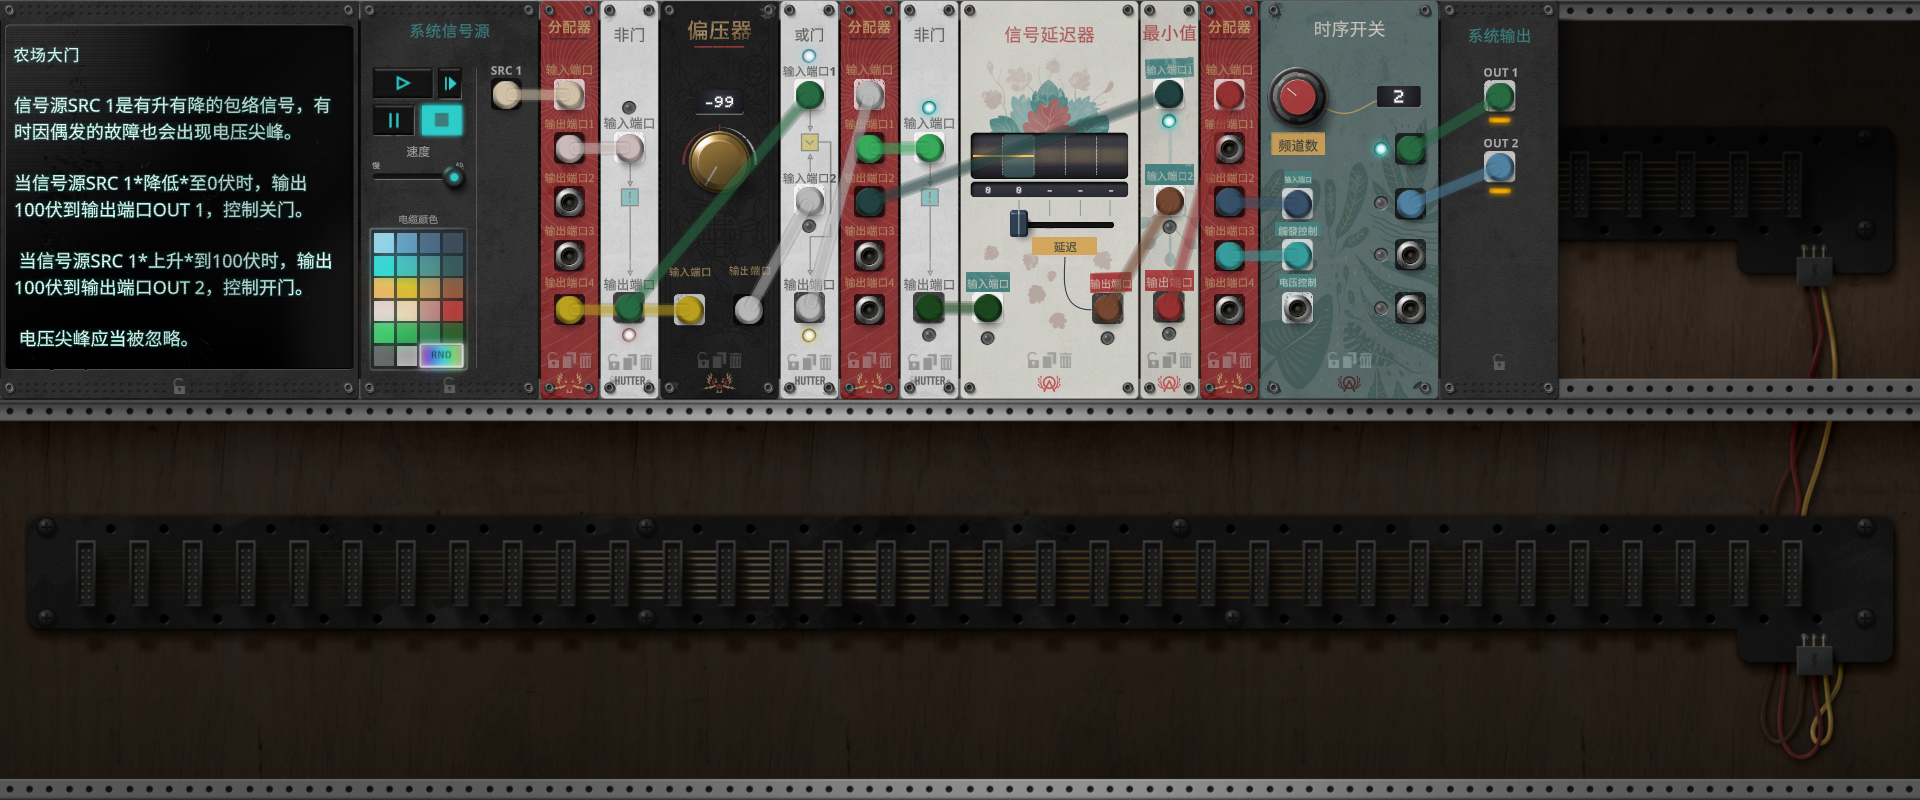 农场大门
信号源SRC 1是有升有降的包络信号，有
时因偶发的故障也会出现电压尖峰。
当信号源SRC 1*降低*至0伏时，输出
100伏到输出端口OUT 1，控制关门。
当信号源SRC 1*上升*到100伏时，输出
100伏到输出端口OUT 2，控制开门。
电压尖峰应当被忽略。
系统信号源
SRC 1
速度
慢
快
电缆颜色
RND
分配器
输入端口
输出端口1
输出端口2
输出端口3
输出端口4
非门
输入端口
输出端口
HUTTER
偏压器
-99
输入端口
输出端口
或门
输入端口1
输入端口2
输出端口
HUTTER
分配器
输入端口
输出端口1
输出端口2
输出端口3
输出端口4
非门
输入端口
输出端口
HUTTER
信号延迟器
0 0 - - -
延迟
输入端口
输出端口
最小值
输入端口1
输入端口2
输出端口
分配器
输入端口
输出端口1
输出端口2
输出端口3
输出端口4
时序开关
2
频道数
输入端口
觸發控制
电压控制
系统输出
OUT 1
OUT 2